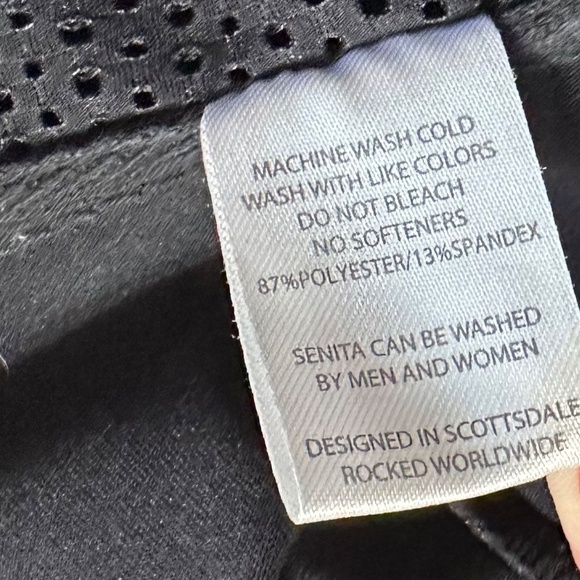 MACHINE WASH COLD
WASH WITH LIKE COLORS
DO NOT BLEACH
NO SOFTENERS
87%POLYESTER/13%SPANDEX
SENITA CAN BE WASHED
BY MEN AND WOMEN
DESIGNED IN SCOTTSDALE
ROCKED WORLDWIDE